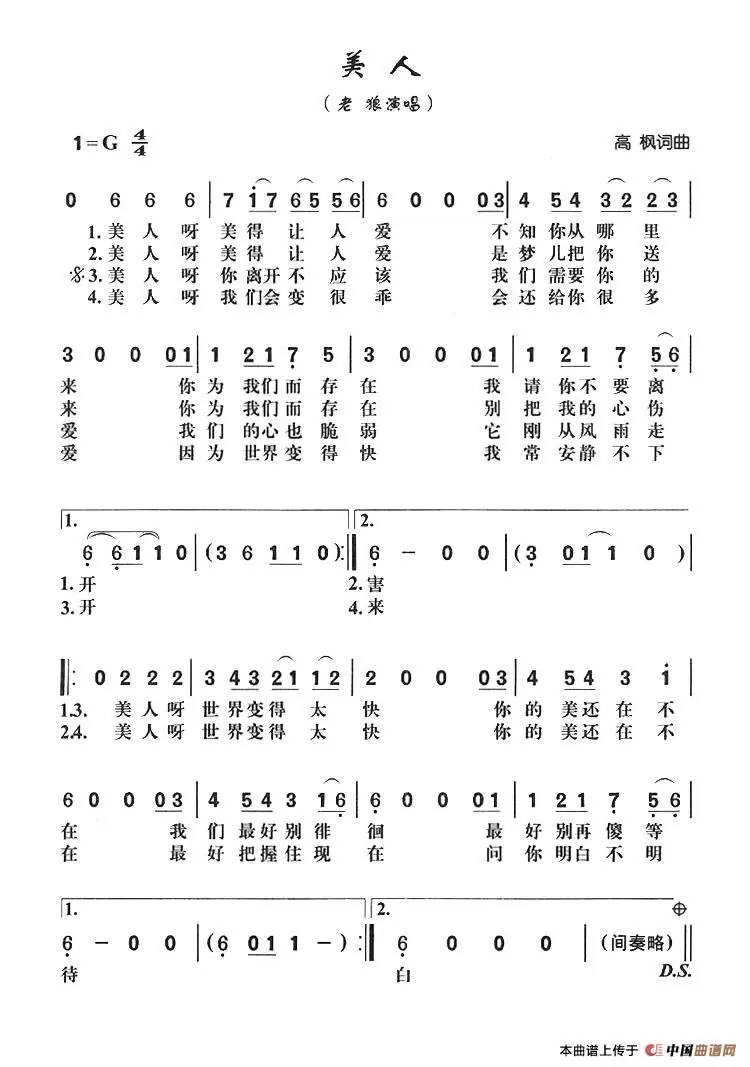 美人
（老 狼演唱）
1=G 4/4
高 枫词曲
0 6 6 6 | 7 1 7 6 5 5 6 | 6 0 0 0 3 | 4 5 4 3 2 2 3 |
1.美 人 呀 美 得 让 人 爱 不 知 你从 哪 里
2.美 人 呀 美 得 让 人 爱 是 梦 儿把 你 送
3.美 人 呀 你 离开 不 应 该 我 们 需要 你 的
4.美 人 呀 我 们会 变 很 乖 会 还 给你 很 多
3 0 0 0 1 | 1 2 1 7 5 | 3 0 0 0 1 | 1 2 1 7 5 6 |
来 你 为 我们 而 存 在 我 请 你不 要 离
来 你 为 我们 而 存 在 别 把 我的 心 伤
爱 我 们 的心 也 脆 弱 它 刚 从风 雨 走
爱 因 为 世界 变 得 快 我 常 安静 不 下
1. 2.
6 6 1 1 0 | ( 3 6 1 1 0 ) :| 6 - 0 0 | ( 3 0 1 1 0 ) |
1.开 2.害
3.开 4.来
|: 0 2 2 2 | 3 4 3 2 1 1 2 | 2 0 0 0 3 | 4 5 4 3 1 |
1.3. 美 人 呀 世 界变得 太 快 你 的 美还 在 不
2.4. 美 人 呀 世 界变得 太 快 你 的 美还 在 不
6 0 0 0 3 | 4 5 4 3 1 6 | 6 0 0 0 1 | 1 2 1 7 5 6 |
在 我 们 最好 别 徘 徊 最 好 别再 傻 等
在 最 好 把握 住 现 在 问 你 明白 不 明
1. 2.
6 - 0 0 | ( 6 0 1 1 - ) :| 6 0 0 0 | (间奏略) ||
待 白 D.S.
本曲谱上传于 中国曲谱网